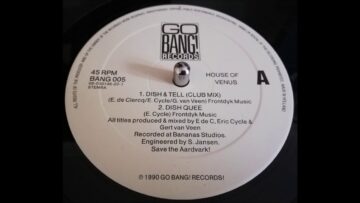 GO
BANG!
RECORDS
45 RPM
BANG 005
STEMRA
HOUSE OF
VENUS
A
1. DISH & TELL (CLUB MIX)
(E. de Clercq/E. Cycle/G. van Veen) Frontdyk Music
2. DISH QUEE
(E. Cycle) Frontdyk Music
All titles produced & mixed by E de C, Eric Cycle &
Gert van Veen
Recorded at Bananas Studios.
Engineered by S. Jansen.
Save the Aardvark!
Ⓟ 1990 GO BANG! RECORDS!